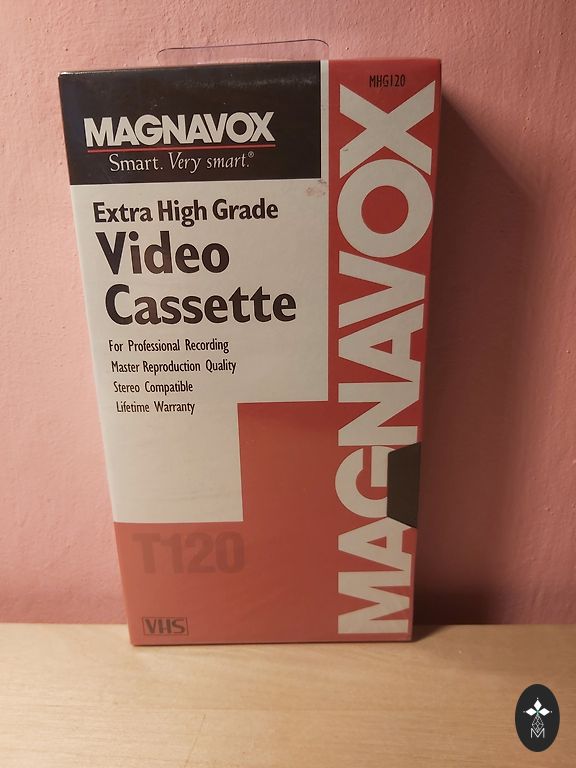 MHG120
MAGNAVOX
Smart. Very smart.®
Extra High Grade
Video
Cassette
For Professional Recording
Master Reproduction Quality
Stereo Compatible
Lifetime Warranty
T120
VHS
MAGNAVOX
M